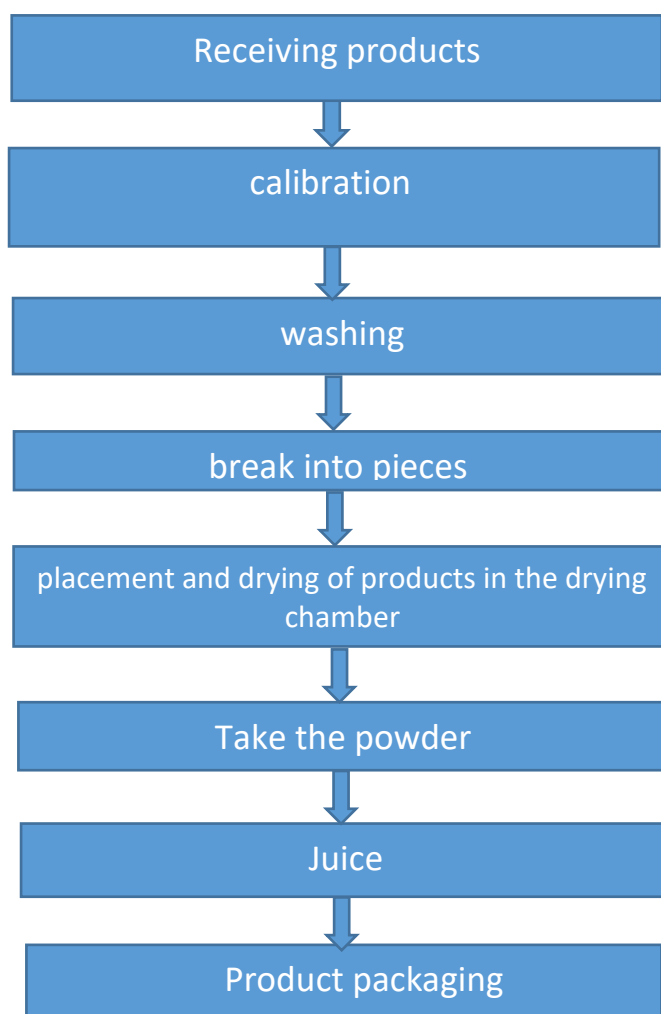 Receiving products
calibration
washing
break into pieces
placement and drying of products in the drying
chamber
Take the powder
Juice
Product packaging